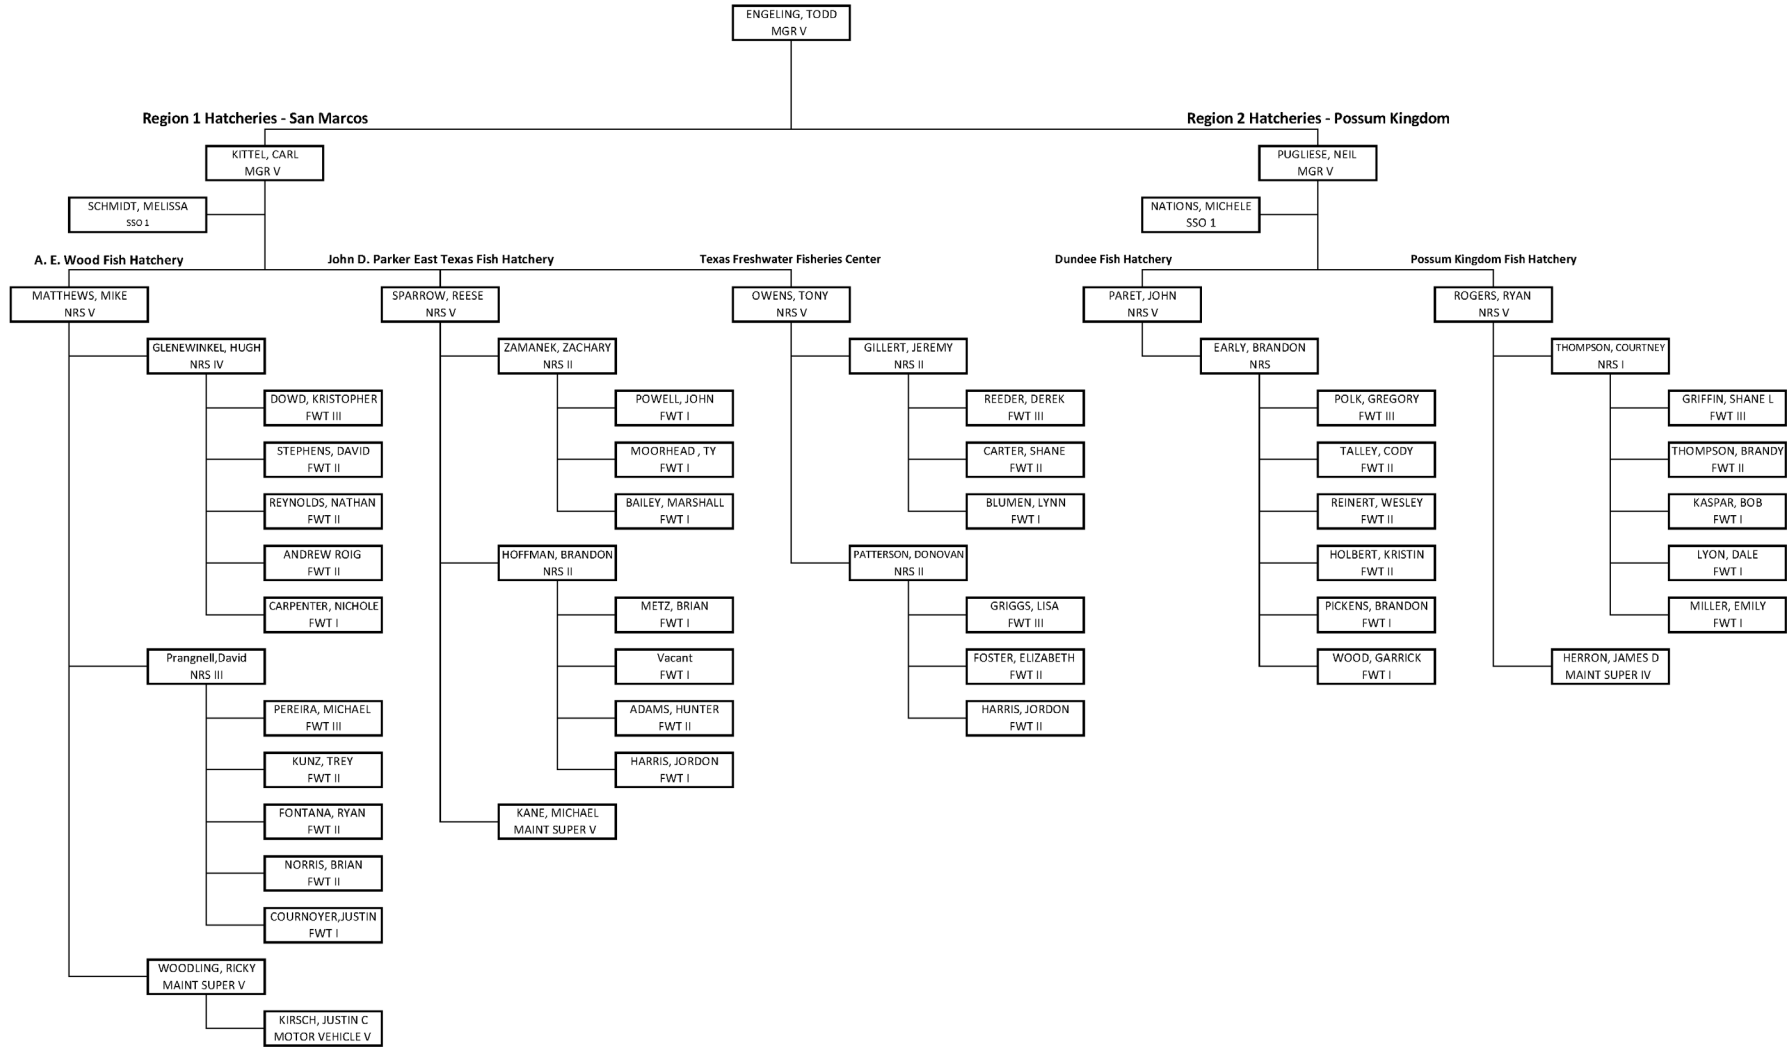 ENGELING, TODD
MGR V
Region 1 Hatcheries - San Marcos
Region 2 Hatcheries - Possum Kingdom
KITTEL, CARL
MGR V
PUGLIESE, NEIL
MGR V
SCHMIDT, MELISSA
SSO 1
NATIONS, MICHELE
SSO 1
A. E. Wood Fish Hatchery
John D. Parker East Texas Fish Hatchery
Texas Freshwater Fisheries Center
Dundee Fish Hatchery
Possum Kingdom Fish Hatchery
MATTHEWS, MIKE
NRS V
GLENEWINKEL, HUGH
NRS IV
DOWD, KRISTOPHER
FWT III
STEPHENS, DAVID
FWT II
REYNOLDS, NATHAN
FWT II
ANDREW ROIG
FWT II
CARPENTER, NICHOLE
FWT I
Prangnell,David
NRS III
PEREIRA, MICHAEL
FWT III
KUNZ, TREY
FWT II
FONTANA, RYAN
FWT II
NORRIS, BRIAN
FWT II
COURNOYER,JUSTIN
FWT I
WOODLING, RICKY
MAINT SUPER V
KIRSCH, JUSTIN C
MOTOR VEHICLE V
SPARROW, REESE
NRS V
ZAMANEK, ZACHARY
NRS II
POWELL, JOHN
FWT I
MOORHEAD , TY
FWT I
BAILEY, MARSHALL
FWT I
HOFFMAN, BRANDON
NRS II
METZ, BRIAN
FWT I
Vacant
FWT I
ADAMS, HUNTER
FWT II
HARRIS, JORDON
FWT I
KANE, MICHAEL
MAINT SUPER V
OWENS, TONY
NRS V
GILLERT, JEREMY
NRS II
REEDER, DEREK
FWT III
CARTER, SHANE
FWT II
BLUMEN, LYNN
FWT I
PATTERSON, DONOVAN
NRS II
GRIGGS, LISA
FWT III
FOSTER, ELIZABETH
FWT II
HARRIS, JORDON
FWT II
PARET, JOHN
NRS V
EARLY, BRANDON
NRS
POLK, GREGORY
FWT III
TALLEY, CODY
FWT II
REINERT, WESLEY
FWT II
HOLBERT, KRISTIN
FWT II
PICKENS, BRANDON
FWT I
WOOD, GARRICK
FWT I
ROGERS, RYAN
NRS V
THOMPSON, COURTNEY
NRS I
GRIFFIN, SHANE L
FWT III
THOMPSON, BRANDY
FWT II
KASPAR, BOB
FWT I
LYON, DALE
FWT I
MILLER, EMILY
FWT I
HERRON, JAMES D
MAINT SUPER IV